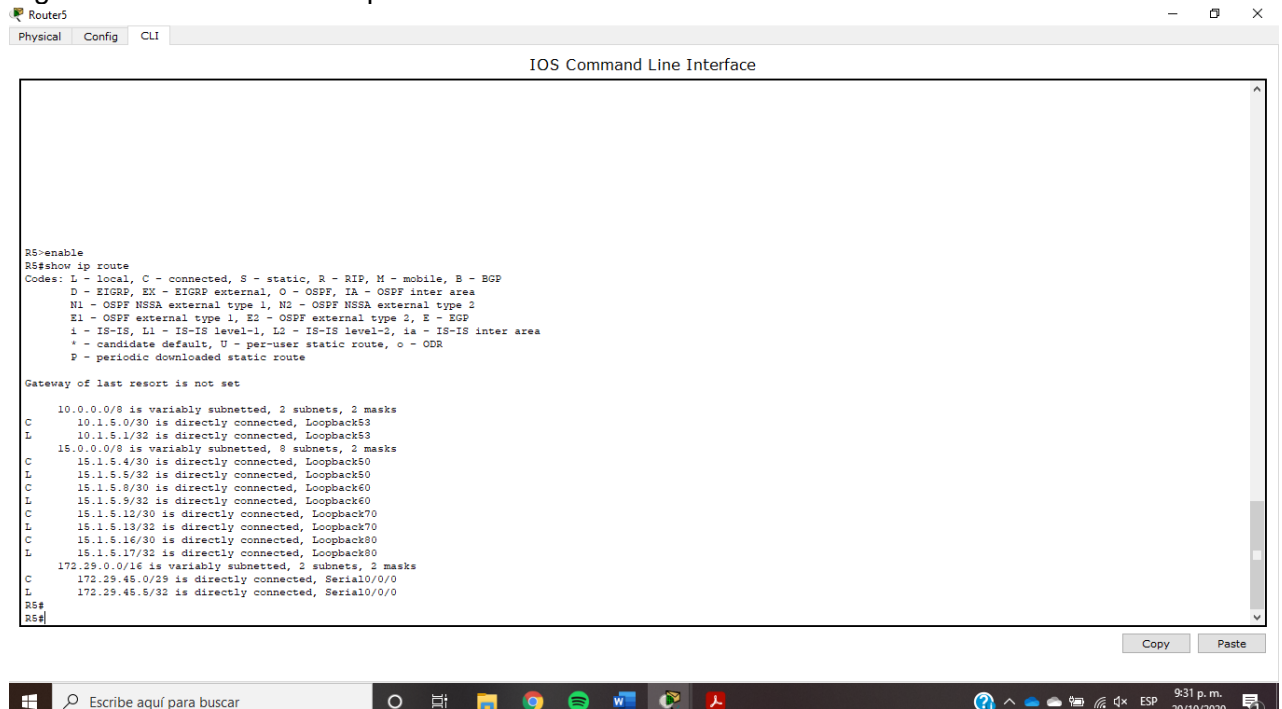 Router5
Physical Config CLI
IOS Command Line Interface
R5>enable
R5#show ip route
Codes: L - local, C - connected, S - static, R - RIP, M - mobile, B - BGP
D - EIGRP, EX - EIGRP external, O - OSPF, IA - OSPF inter area
N1 - OSPF NSSA external type 1, N2 - OSPF NSSA external type 2
E1 - OSPF external type 1, E2 - OSPF external type 2, E - EGP
i - IS-IS, L1 - IS-IS level-1, L2 - IS-IS level-2, ia - IS-IS inter area
* - candidate default, U - per-user static route, o - ODR
P - periodic downloaded static route
Gateway of last resort is not set
10.0.0.0/8 is variably subnetted, 2 subnets, 2 masks
C 10.1.5.0/30 is directly connected, Loopback53
L 10.1.5.1/32 is directly connected, Loopback53
15.0.0.0/8 is variably subnetted, 8 subnets, 2 masks
C 15.1.5.4/30 is directly connected, Loopback50
L 15.1.5.5/32 is directly connected, Loopback50
C 15.1.5.8/30 is directly connected, Loopback60
L 15.1.5.9/32 is directly connected, Loopback60
C 15.1.5.12/30 is directly connected, Loopback70
L 15.1.5.13/32 is directly connected, Loopback70
C 15.1.5.16/30 is directly connected, Loopback80
L 15.1.5.17/32 is directly connected, Loopback80
172.29.0.0/16 is variably subnetted, 2 subnets, 2 masks
C 172.29.45.0/29 is directly connected, Serial0/0/0
L 172.29.45.5/32 is directly connected, Serial0/0/0
R5#
R5#
Copy Paste
Escribe aquí para buscar
ESP
9:31 p. m.